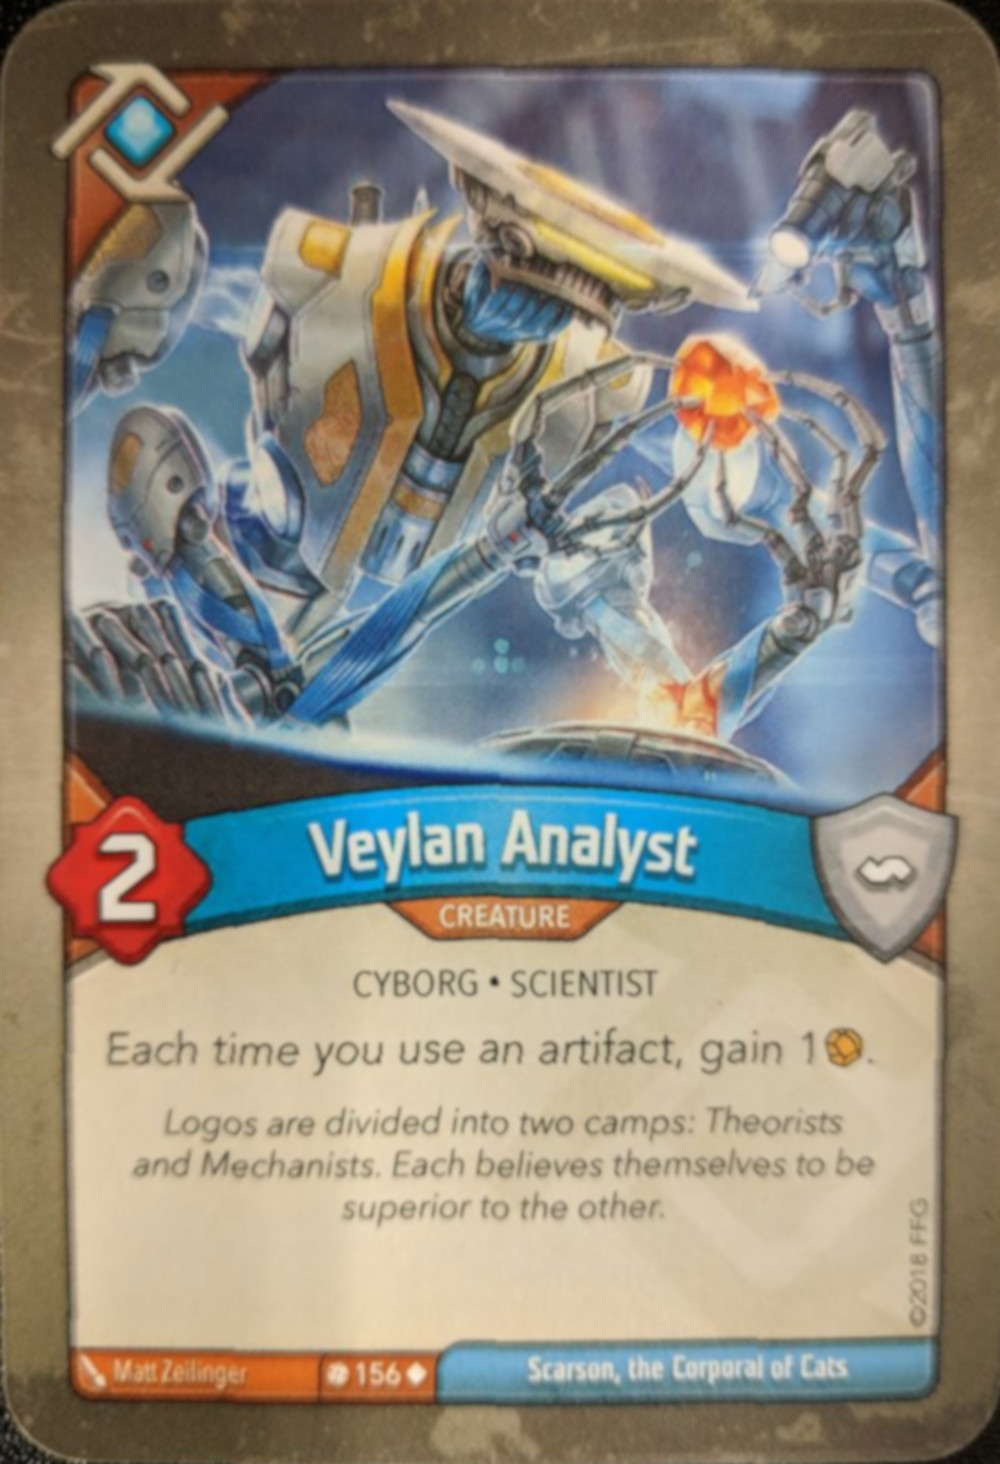 2
Veylan Analyst
CREATURE
CYBORG • SCIENTIST
Each time you use an artifact, gain 1.
Logos are divided into two camps: Theorists
and Mechanists. Each believes themselves to be
superior to the other.
©2018 FFG
Matt Zeilinger
156
Scarson, the Corporal of Cats